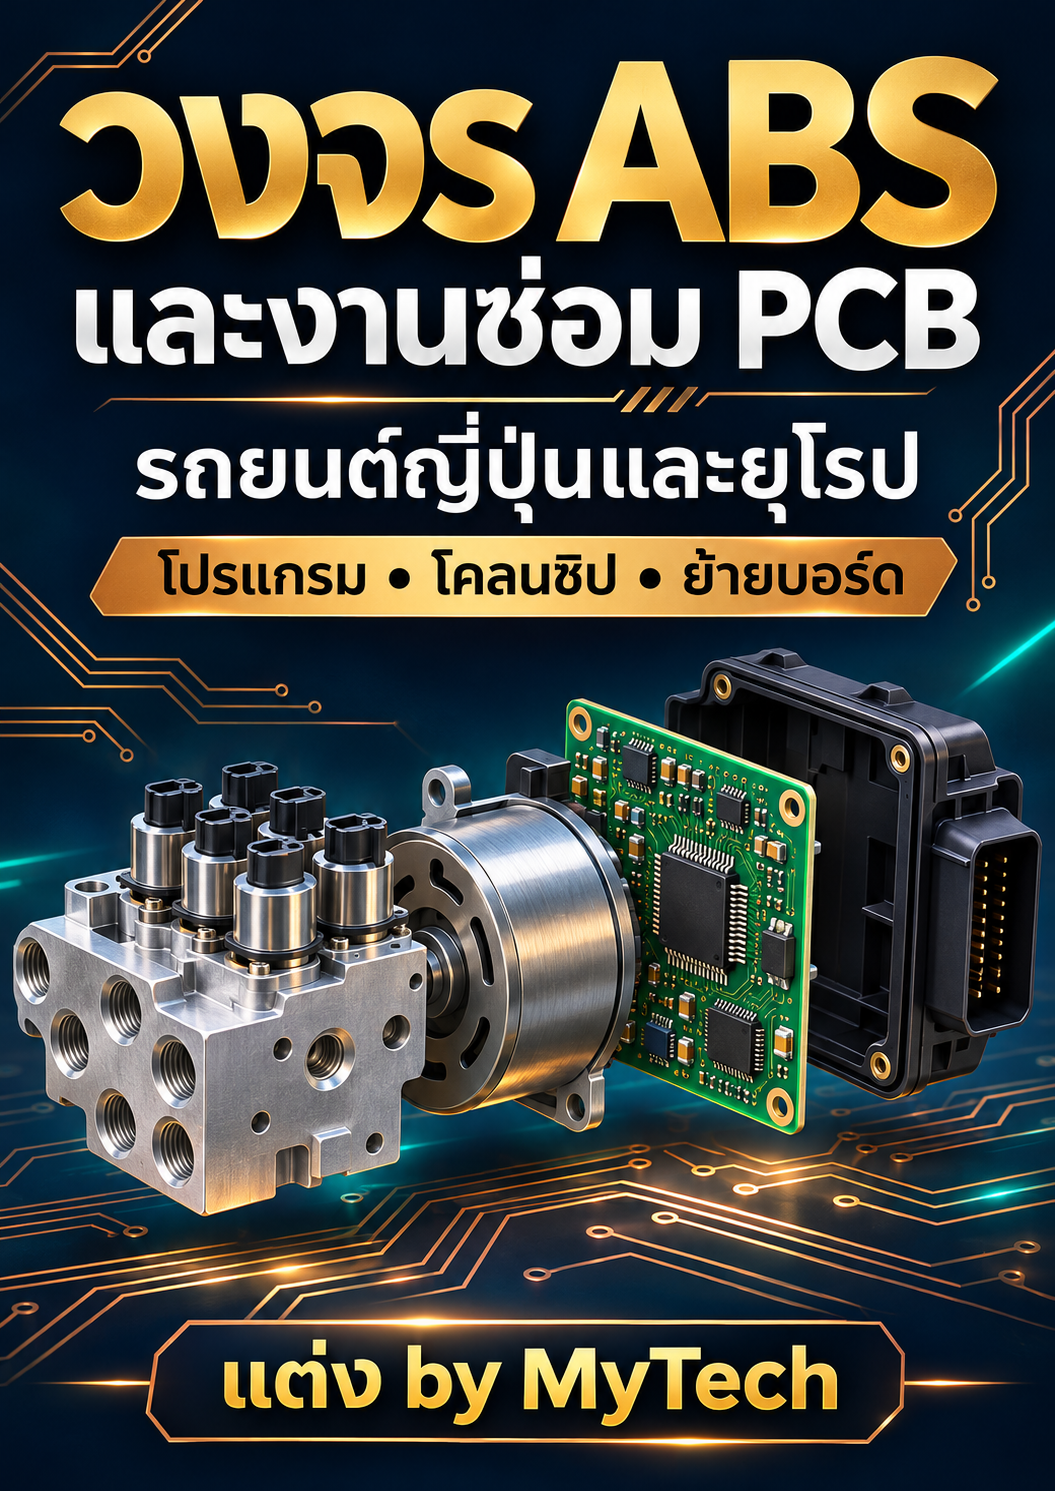 วงจร ABS
และงานซ่อม PCB
รถยนต์ญี่ปุ่นและยุโรป
โปรแกรม • โคลนชิป • ย้ายบอร์ด
แต่ง by MyTech